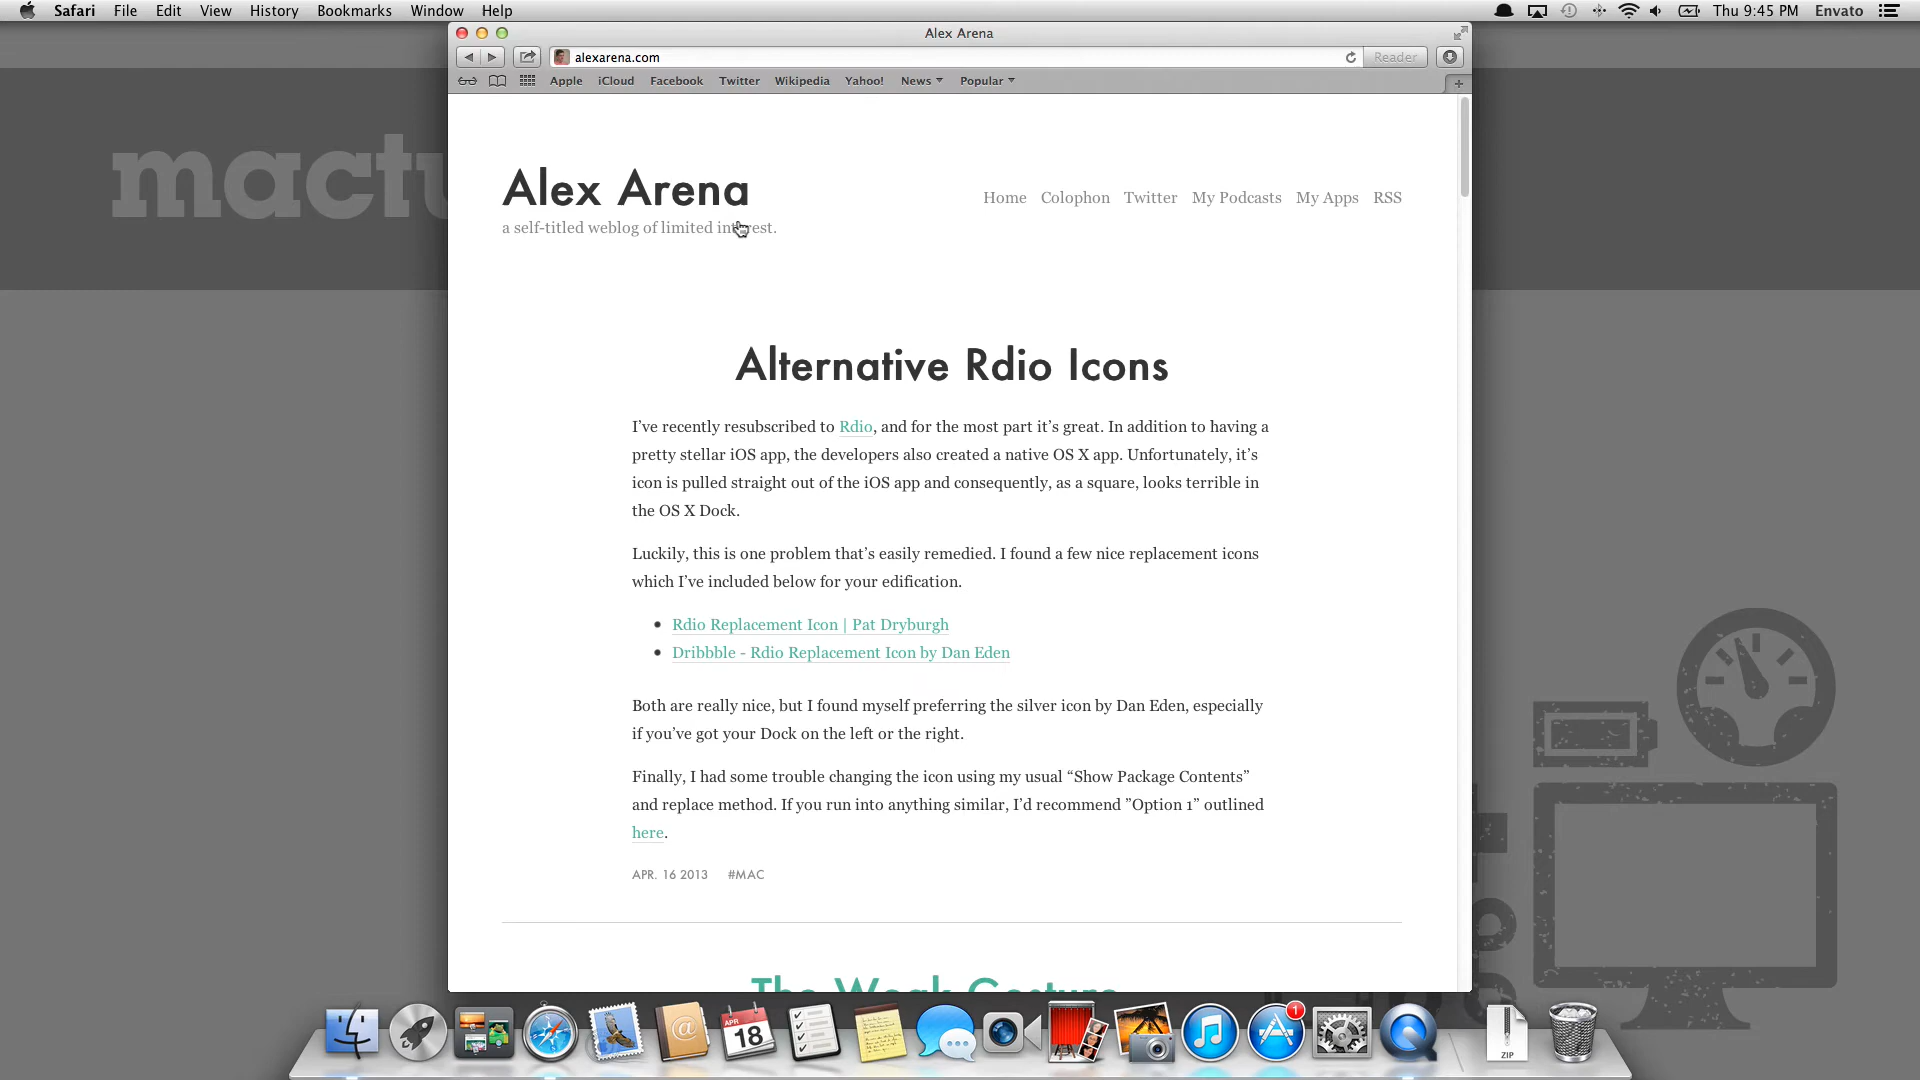 Safari File Edit View History Bookmarks Window Help
Thu 9:45 PM Envato
Alex Arena
alexarena.com
Reader
Apple iCloud Facebook Twitter Wikipedia Yahoo! News Popular
mactu
Alex Arena
a self-titled weblog of limited interest.
Home Colophon Twitter My Podcasts My Apps RSS
Alternative Rdio Icons
I’ve recently resubscribed to Rdio, and for the most part it’s great. In addition to having a
pretty stellar iOS app, the developers also created a native OS X app. Unfortunately, it’s
icon is pulled straight out of the iOS app and consequently, as a square, looks terrible in
the OS X Dock.
Luckily, this is one problem that’s easily remedied. I found a few nice replacement icons
which I’ve included below for your edification.
Rdio Replacement Icon | Pat Dryburgh
Dribbble - Rdio Replacement Icon by Dan Eden
Both are really nice, but I found myself preferring the silver icon by Dan Eden, especially
if you’ve got your Dock on the left or the right.
Finally, I had some trouble changing the icon using my usual “Show Package Contents”
and replace method. If you run into anything similar, I’d recommend ”Option 1” outlined
here.
APR. 16 2013 #MAC
The Weak Gesture
APR
18
1
ZIP